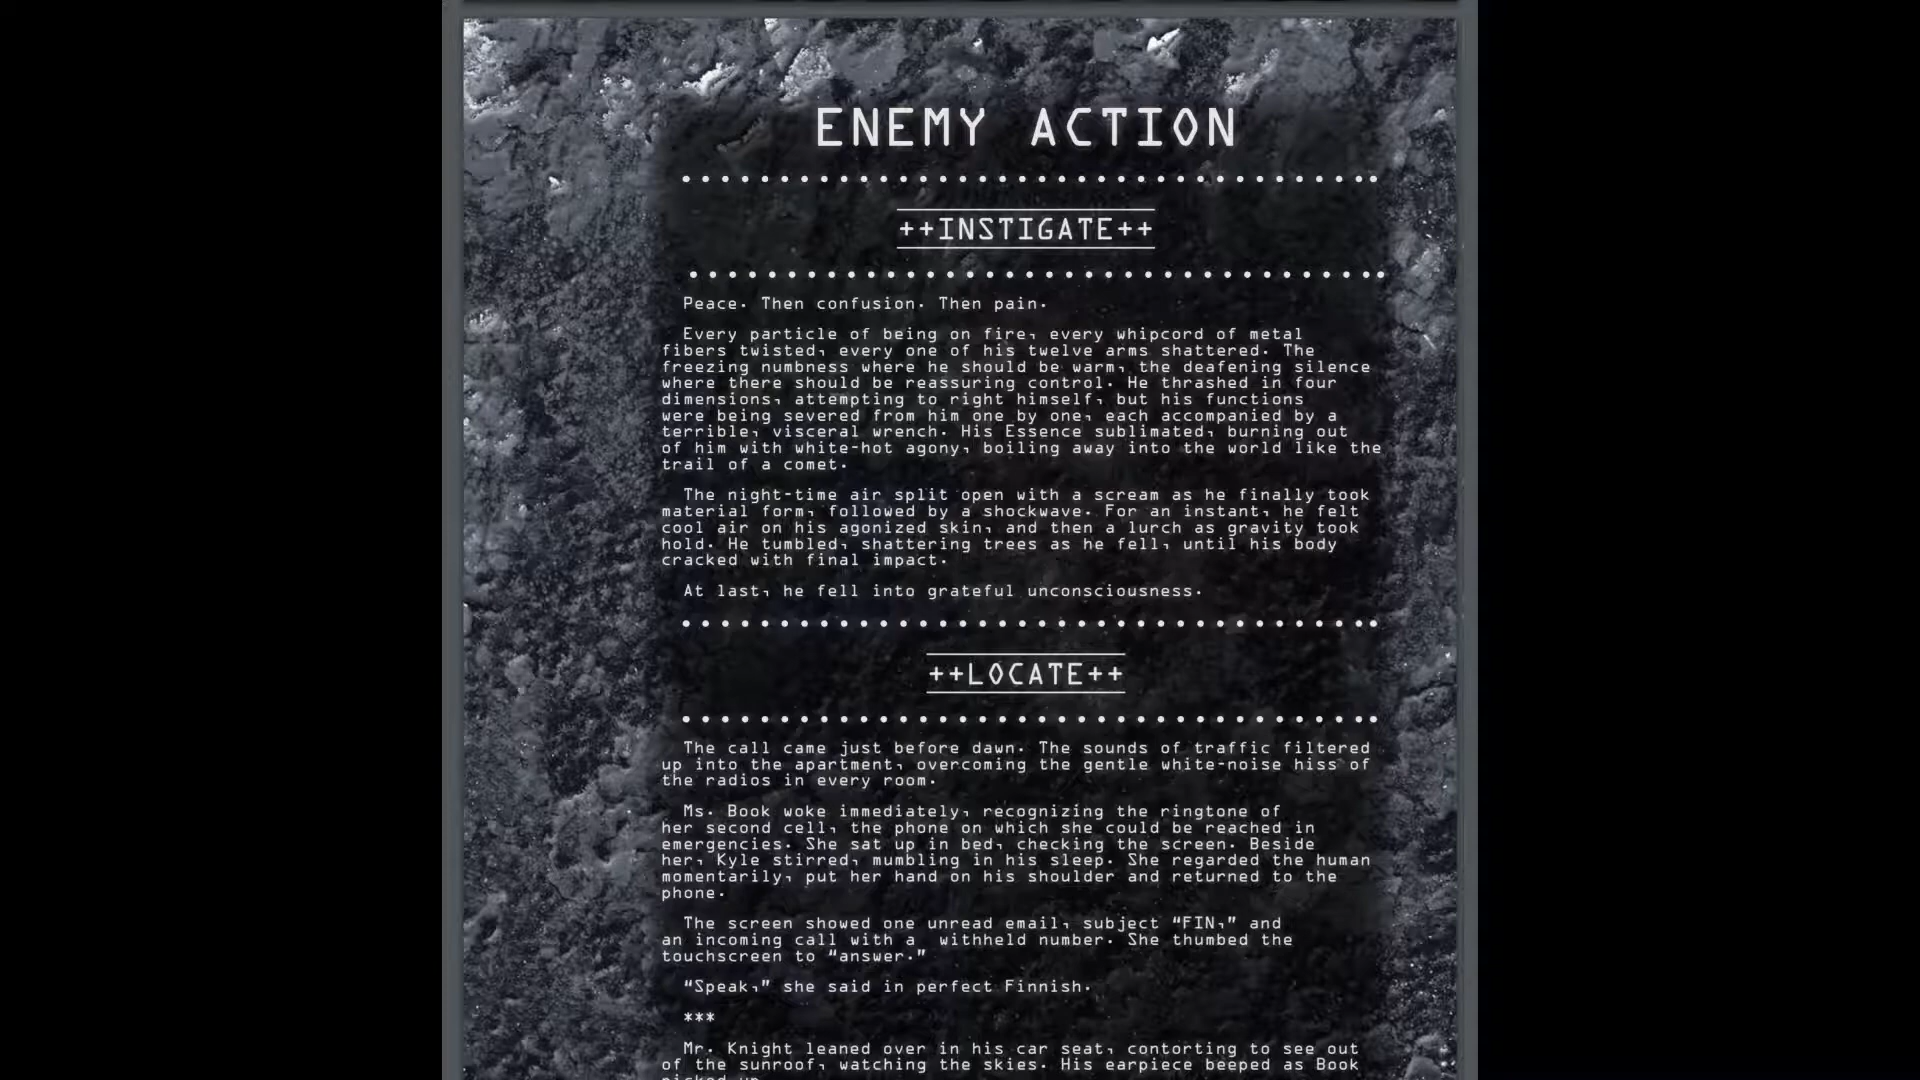 ENEMY ACTION
++INSTIGATE++
Peace. Then confusion. Then pain.
Every particle of being on fire, every whipcord of metal
fibers twisted, every one of his twelve arms shattered. The
freezing numbness where he should be warm, the deafening silence
where there should be reassuring control. He thrashed in four
dimensions, attempting to right himself, but his functions
were being severed from him one by one, each accompanied by a
terrible, visceral wrench. His Essence sublimated, burning out
of him with white-hot agony, boiling away into the world like the
trail of a comet.
The night-time air split open with a scream as he finally took
material form, followed by a shockwave. For an instant, he felt
cool air on his agonized skin, and then a lurch as gravity took
hold. He tumbled, shattering trees as he fell, until his body
cracked with final impact.
At last, he fell into grateful unconsciousness.
++LOCATE++
The call came just before dawn. The sounds of traffic filtered
up into the apartment, overcoming the gentle white-noise hiss of
the radios in every room.
Ms. Book woke immediately, recognizing the ringtone of
her second cell, the phone on which she could be reached in
emergencies. She sat up in bed, checking the screen. Beside
her, Kyle stirred, mumbling in his sleep. She regarded the human
momentarily, put her hand on his shoulder and returned to the
phone.
The screen showed one unread email, subject “FIN,” and
an incoming call with a  withheld number. She thumbed the
touchscreen to “answer.”
“Speak,” she said in perfect Finnish.
***
Mr. Knight leaned over in his car seat, contorting to see out
of the sunroof, watching the skies. His earpiece beeped as Book
picked up.